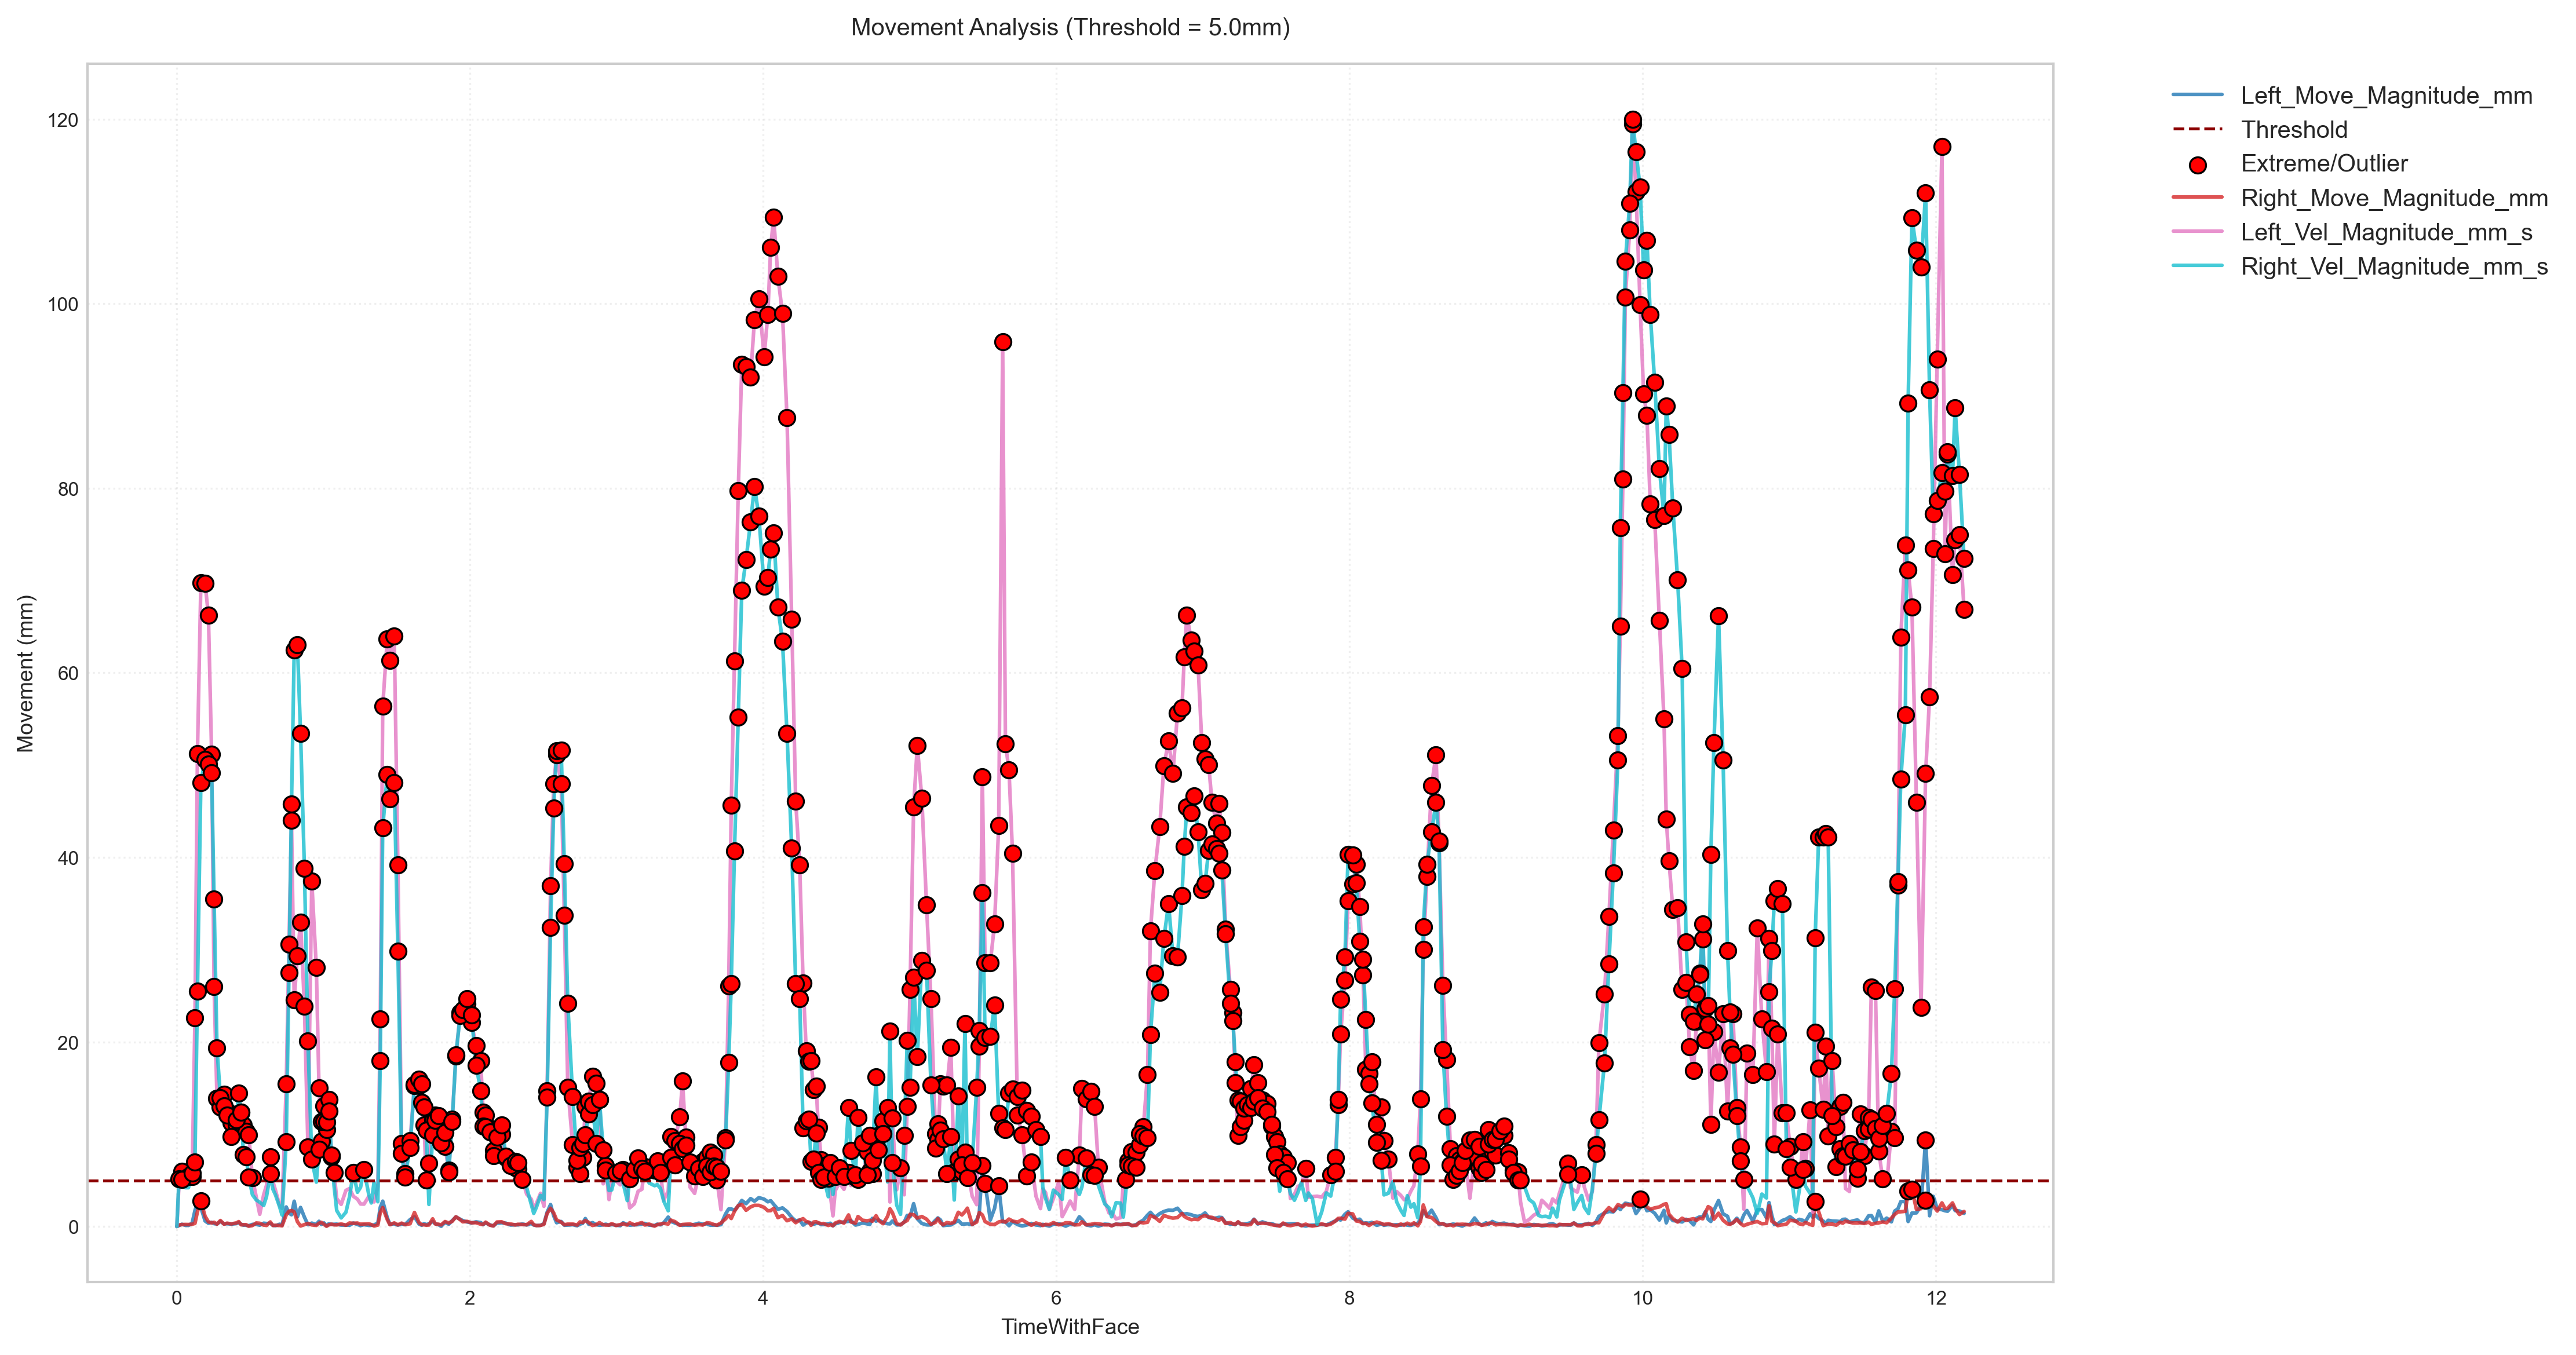 Movement Analysis (Threshold = 5.0mm)
Left_Move_Magnitude_mm
Threshold
Extreme/Outlier
Right_Move_Magnitude_mm
Left_Vel_Magnitude_mm_s
Right_Vel_Magnitude_mm_s
Movement (mm)
120
100
80
60
40
20
0
0 2 4 6 8 10 12
TimeWithFace